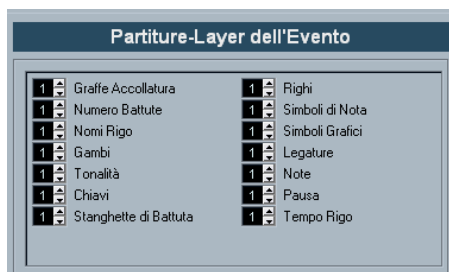 Partiture-Layer dell'Evento
1 Graffe Accollatura
1 Numero Battute
1 Nomi Rigo
1 Gambi
1 Tonalità
1 Chiavi
1 Stanghette di Battuta
1 Righi
1 Simboli di Nota
1 Simboli Grafici
1 Legature
1 Note
1 Pausa
1 Tempo Rigo